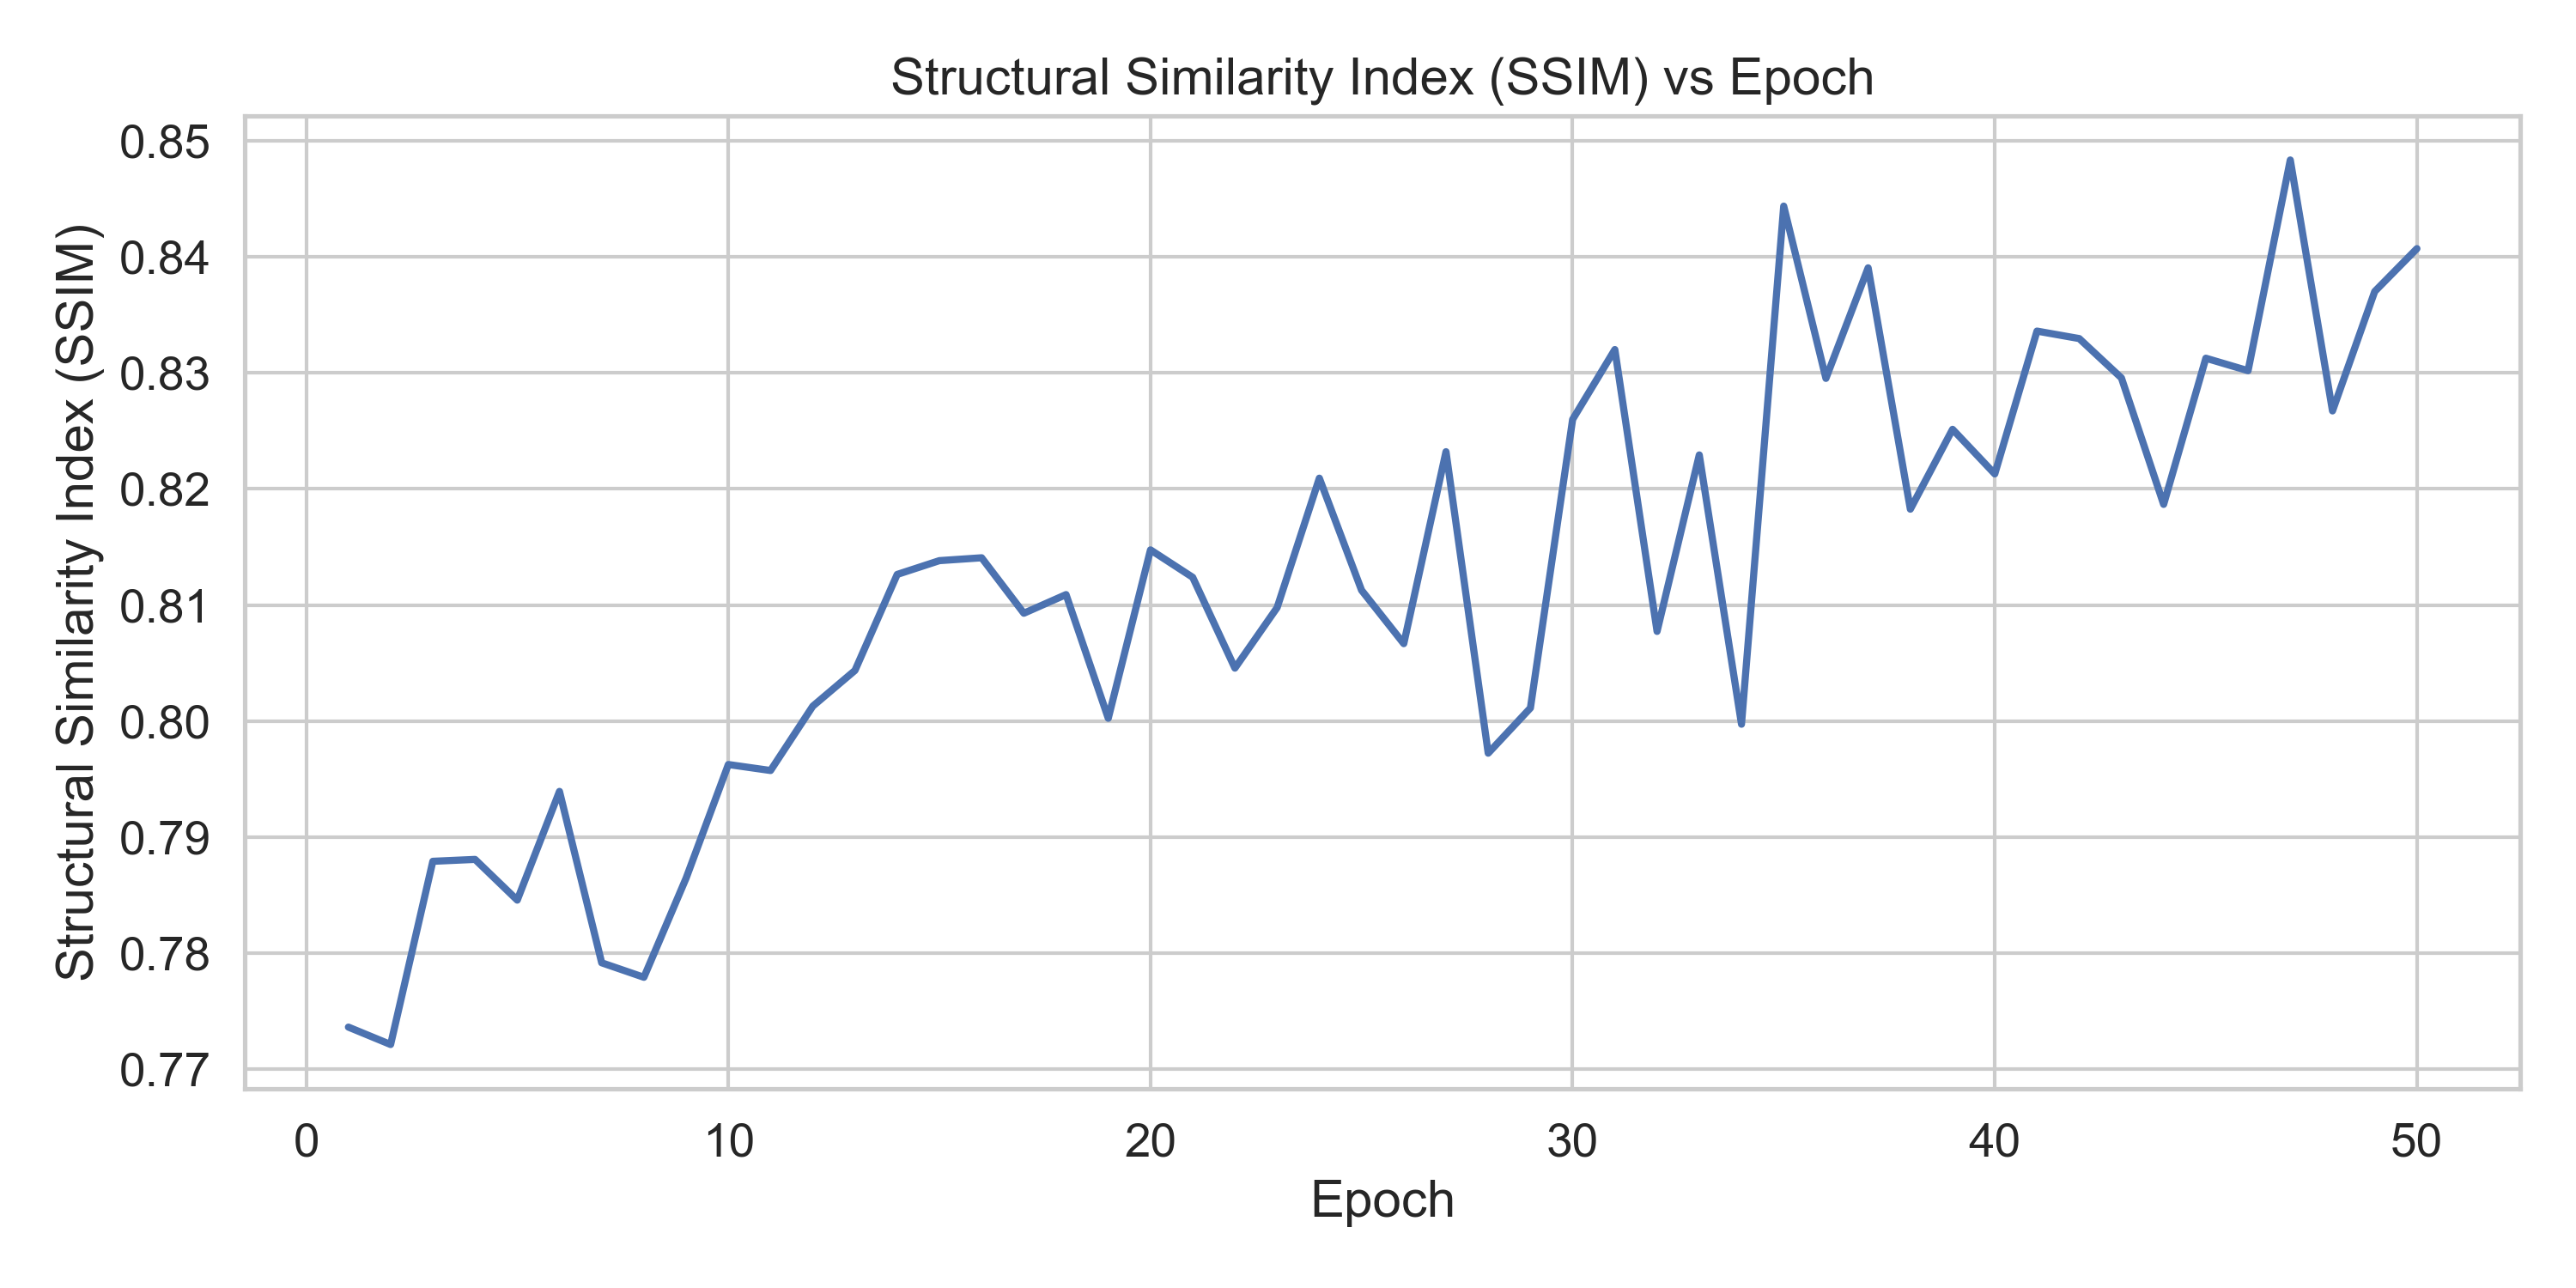 Structural Similarity Index (SSIM) vs Epoch
Structural Similarity Index (SSIM)
0.85
0.84
0.83
0.82
0.81
0.80
0.79
0.78
0.77
0 10 20 30 40 50
Epoch